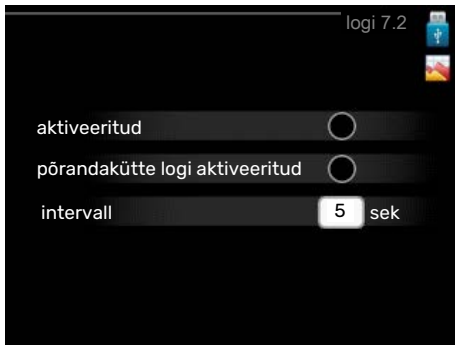 logi 7.2
aktiveeritud
põrandakütte logi aktiveeritud
intervall 5 sek